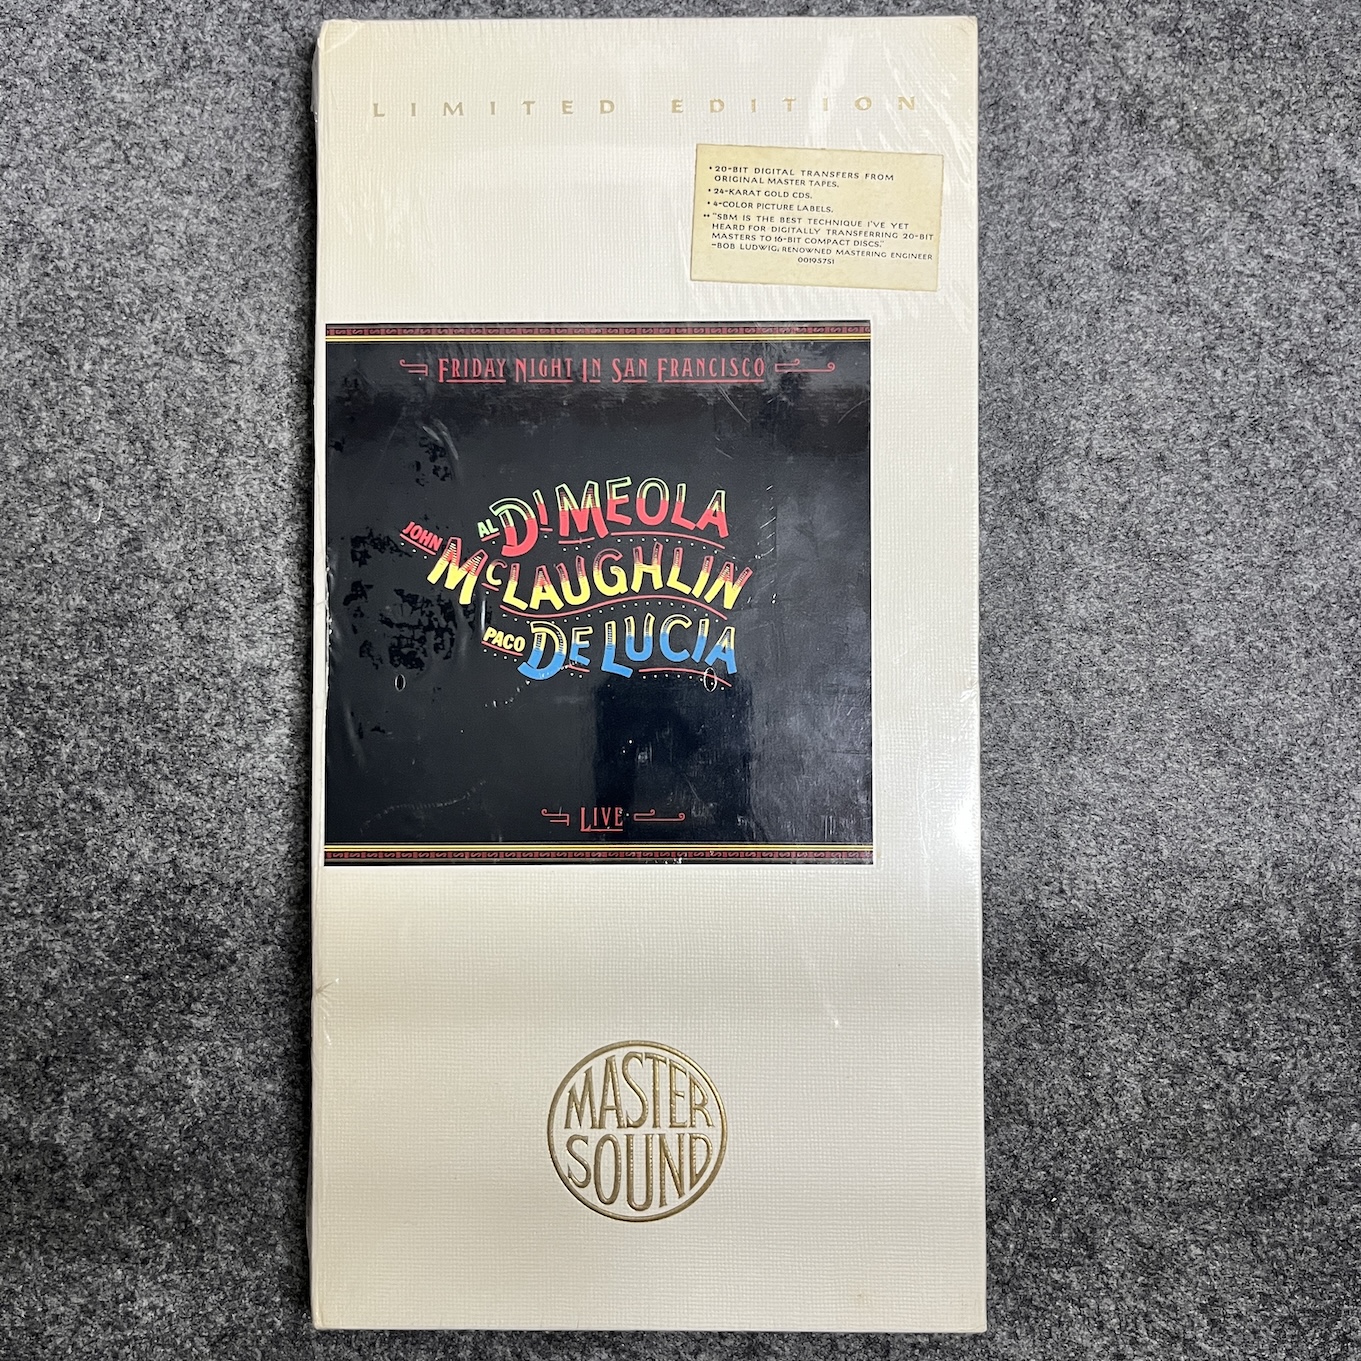 LIMITED EDITION
• 20-BIT DIGITAL TRANSFERS FROM
ORIGINAL MASTER TAPES.
• 24-KARAT GOLD CDS.
• 4-COLOR PICTURE LABELS.
•• "SBM IS THE BEST TECHNIQUE I'VE YET
HEARD FOR DIGITALLY TRANSFERRING 20-BIT
MASTERS TO 16-BIT COMPACT DISCS."
–BOB LUDWIG, RENOWNED MASTERING ENGINEER
00195751
FRIDAY NIGHT IN SAN FRANCISCO
AL DI MEOLA
JOHN MCLAUGHLIN
PACO DE LUCIA
LIVE
MASTER
SOUND